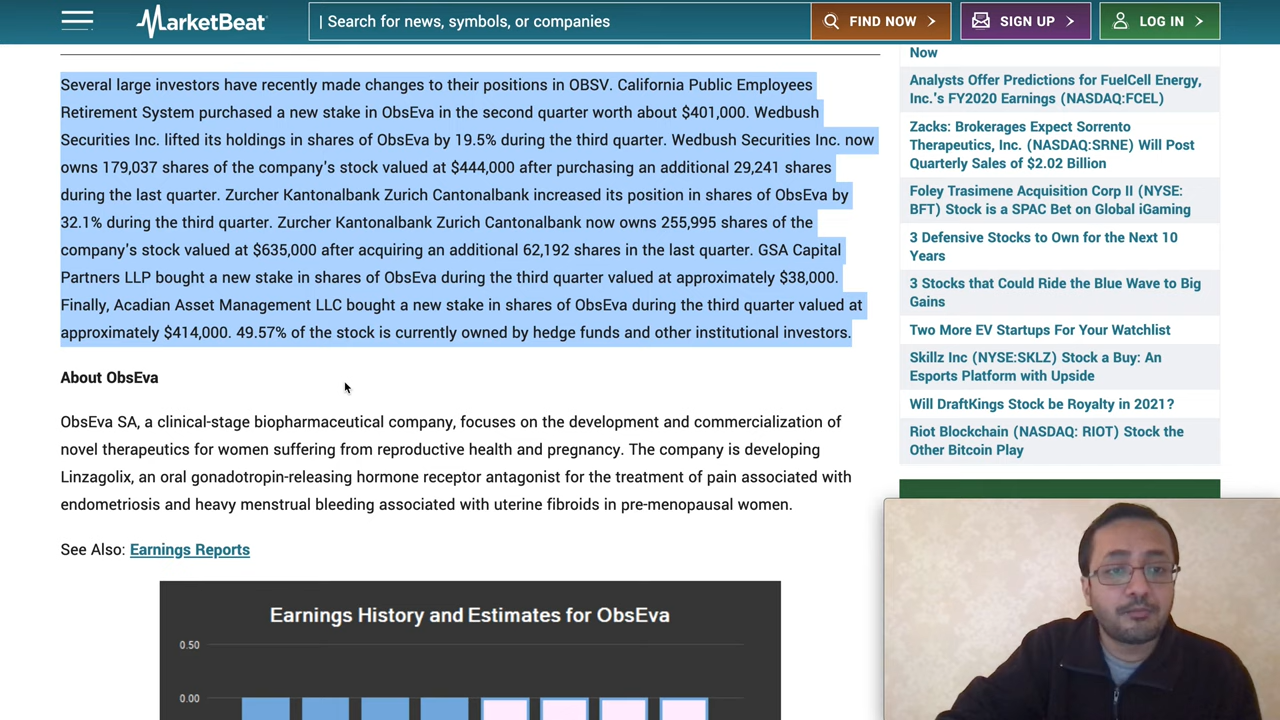 MarketBeat
| Search for news, symbols, or companies
FIND NOW
SIGN UP
LOG IN
Several large investors have recently made changes to their positions in OBSV. California Public Employees
Retirement System purchased a new stake in ObsEva in the second quarter worth about $401,000. Wedbush
Securities Inc. lifted its holdings in shares of ObsEva by 19.5% during the third quarter. Wedbush Securities Inc. now
owns 179,037 shares of the company's stock valued at $444,000 after purchasing an additional 29,241 shares
during the last quarter. Zurcher Kantonalbank Zurich Cantonalbank increased its position in shares of ObsEva by
32.1% during the third quarter. Zurcher Kantonalbank Zurich Cantonalbank now owns 255,995 shares of the
company's stock valued at $635,000 after acquiring an additional 62,192 shares in the last quarter. GSA Capital
Partners LLP bought a new stake in shares of ObsEva during the third quarter valued at approximately $38,000.
Finally, Acadian Asset Management LLC bought a new stake in shares of ObsEva during the third quarter valued at
approximately $414,000. 49.57% of the stock is currently owned by hedge funds and other institutional investors.
About ObsEva
ObsEva SA, a clinical-stage biopharmaceutical company, focuses on the development and commercialization of
novel therapeutics for women suffering from reproductive health and pregnancy. The company is developing
Linzagolix, an oral gonadotropin-releasing hormone receptor antagonist for the treatment of pain associated with
endometriosis and heavy menstrual bleeding associated with uterine fibroids in pre-menopausal women.
See Also: Earnings Reports
Earnings History and Estimates for ObsEva
0.50
0.00
Now
Analysts Offer Predictions for FuelCell Energy,
Inc.'s FY2020 Earnings (NASDAQ:FCEL)
Zacks: Brokerages Expect Sorrento
Therapeutics, Inc. (NASDAQ:SRNE) Will Post
Quarterly Sales of $2.02 Billion
Foley Trasimene Acquisition Corp II (NYSE:
BFT) Stock is a SPAC Bet on Global iGaming
3 Defensive Stocks to Own for the Next 10
Years
3 Stocks that Could Ride the Blue Wave to Big
Gains
Two More EV Startups For Your Watchlist
Skillz Inc (NYSE:SKLZ) Stock a Buy: An
Esports Platform with Upside
Will DraftKings Stock be Royalty in 2021?
Riot Blockchain (NASDAQ: RIOT) Stock the
Other Bitcoin Play